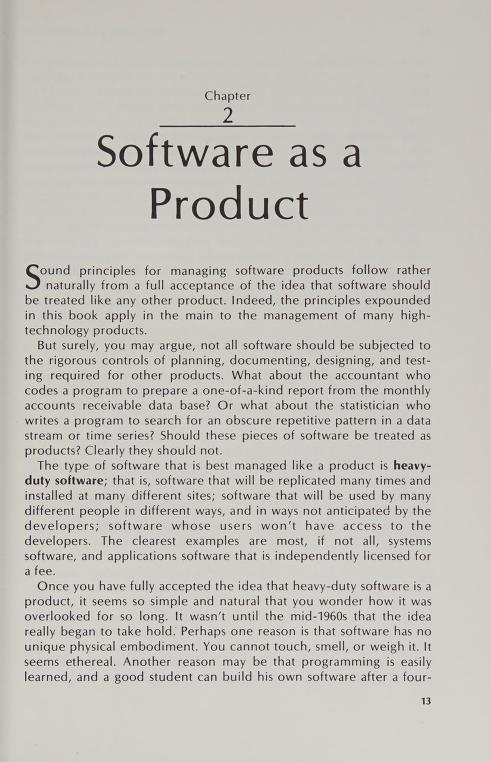 Chapter
2
Software as a
Product
Sound principles for managing software products follow rather
naturally from a full acceptance of the idea that software should
be treated like any other product. Indeed, the principles expounded
in this book apply in the main to the management of many high-
technology products.
But surely, you may argue, not all software should be subjected to
the rigorous controls of planning, documenting, designing, and test-
ing required for other products. What about the accountant who
codes a program to prepare a one-of-a-kind report from the monthly
accounts receivable data base? Or what about the statistician who
writes a program to search for an obscure repetitive pattern in a data
stream or time series? Should these pieces of software be treated as
products? Clearly they should not.
The type of software that is best managed like a product is heavy-
duty software; that is, software that will be replicated many times and
installed at many different sites; software that will be used by many
different people in different ways, and in ways not anticipated by the
developers; software whose users won't have access to the
developers. The clearest examples are most, if not all, systems
software, and applications software that is independently licensed for
a fee.
Once you have fully accepted the idea that heavy-duty software is a
product, it seems so simple and natural that you wonder how it was
overlooked for so long. It wasn't until the mid-1960s that the idea
really began to take hold. Perhaps one reason is that software has no
unique physical embodiment. You cannot touch, smell, or weigh it. It
seems ethereal. Another reason may be that programming is easily
learned, and a good student can build his own software after a four-
13